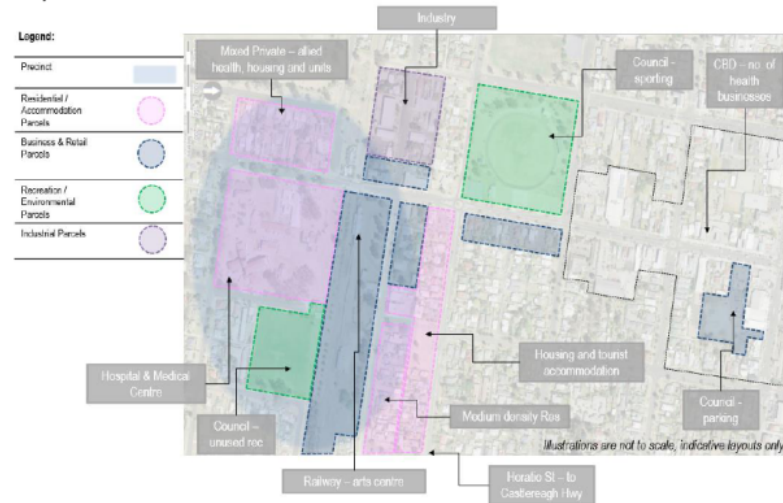 Industry
Legend:
Precinct
Residential /
Accommodation
Parcels
Business & Retail
Parcels
Recreation /
Environmental
Parcels
Industrial Parcels
Mixed Private – allied
health, housing and units
Council -
sporting
CBD – no. of
health
businesses
Hospital & Medical
Centre
Council –
unused rec
Railway – arts centre
Housing and tourist
accommodation
Medium density Res
Horatio St – to
Castlereagh Hwy
Council -
parking
Illustrations are not to scale, indicative layouts only